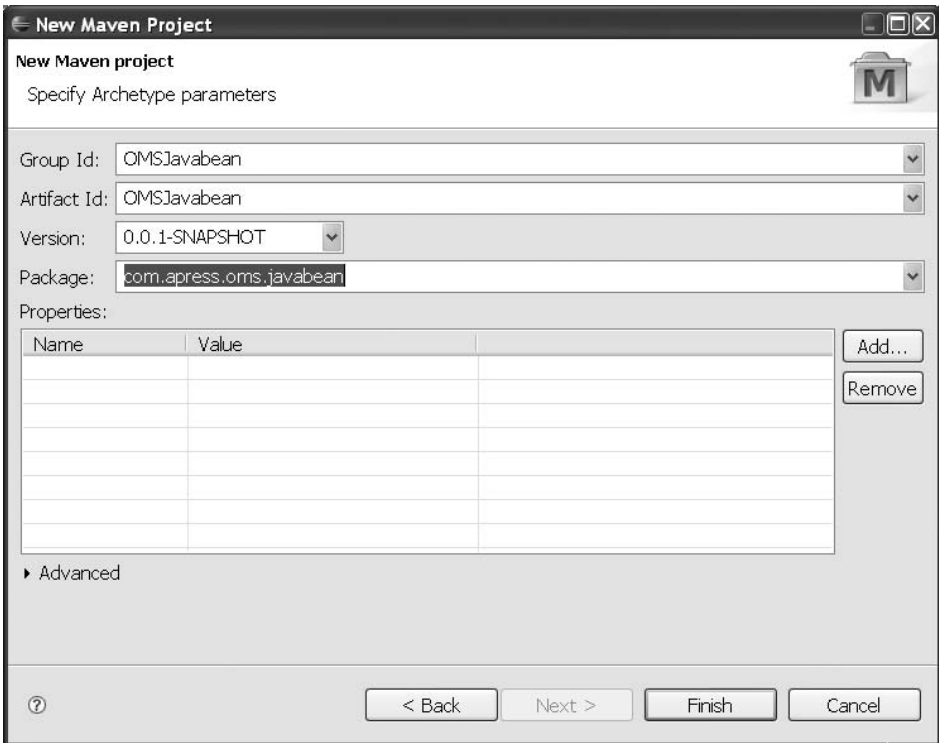 New Maven Project
New Maven project
Specify Archetype parameters
M
Group Id: OMSJavabean
Artifact Id: OMSJavabean
Version: 0.0.1-SNAPSHOT
Package: com.apress.oms.javabean
Properties:
Name Value
Add...
Remove
Advanced
? < Back Next > Finish Cancel